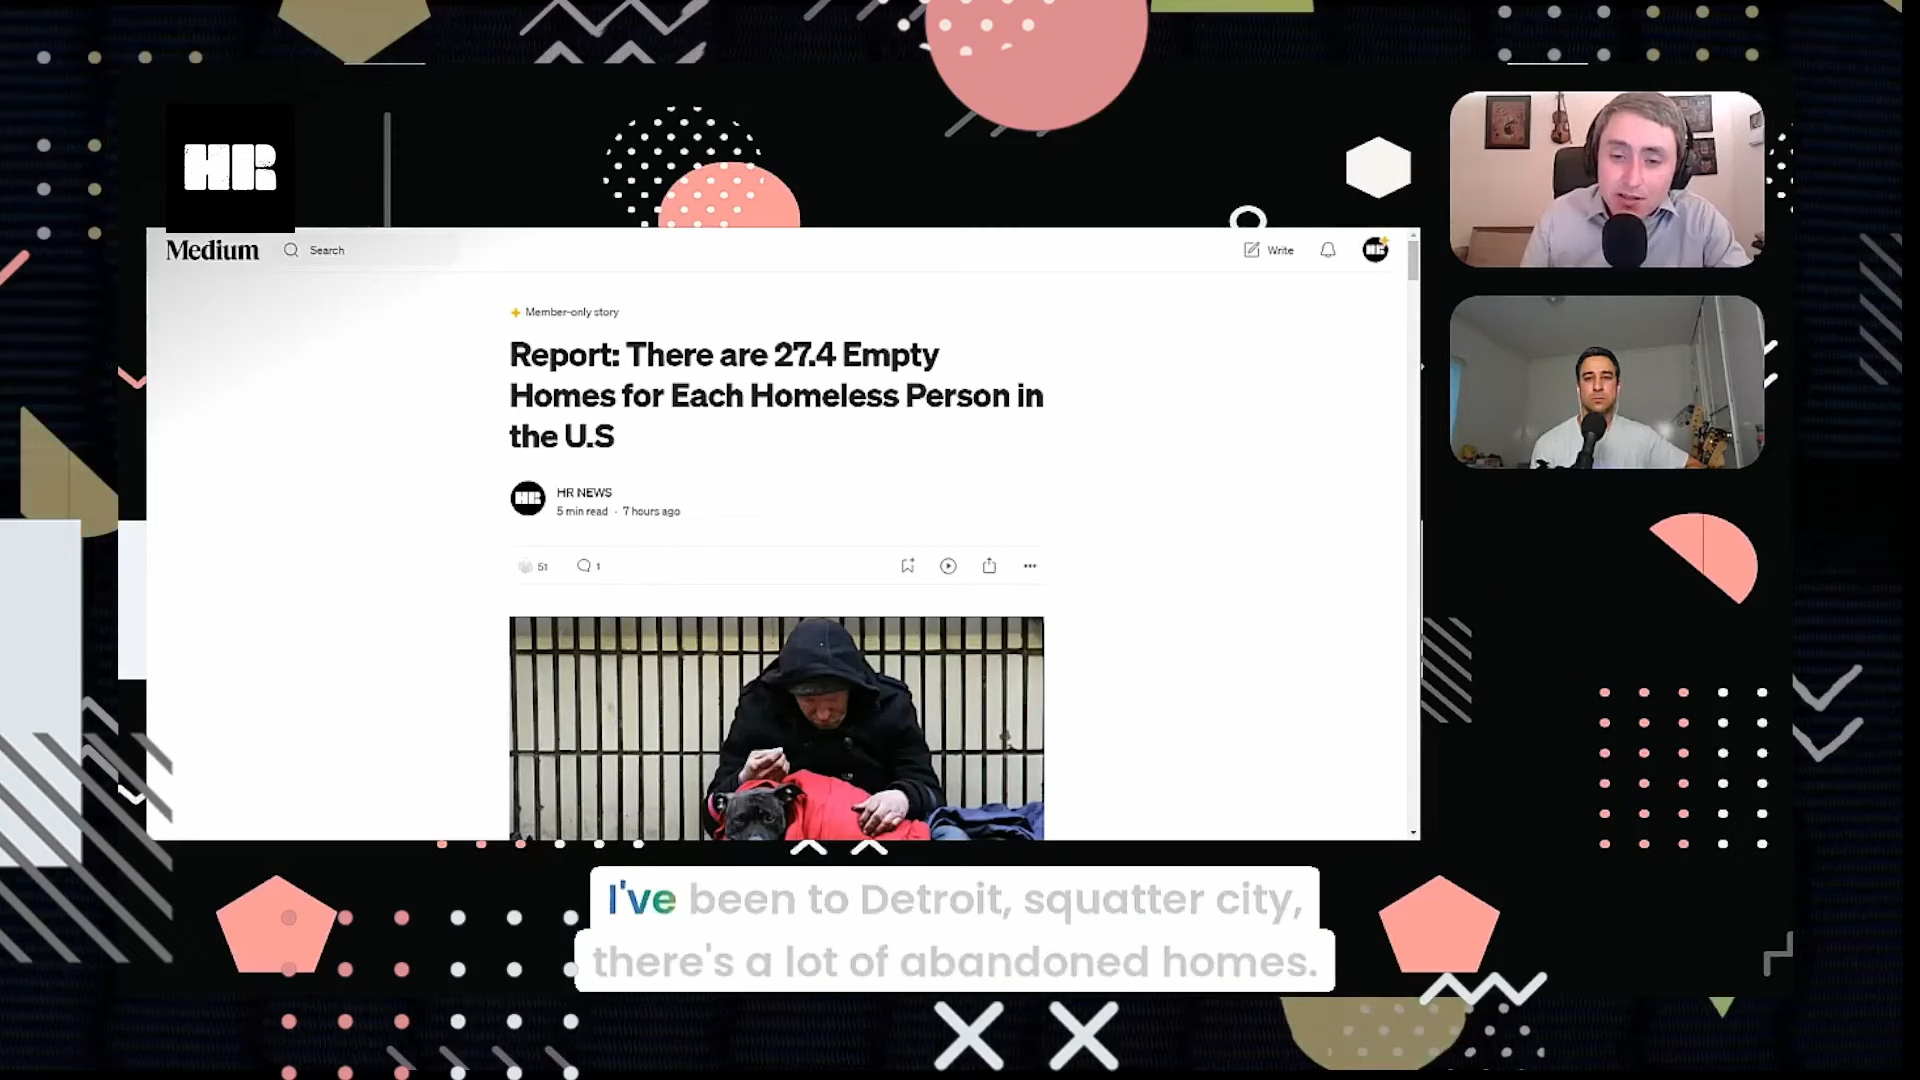 HR
Medium
Search
Write
HR
Member-only story
Report: There are 27.4 Empty
Homes for Each Homeless Person in
the U.S
HR
HR NEWS
5 min read · 7 hours ago
51
1
I've been to Detroit, squatter city,
there's a lot of abandoned homes.